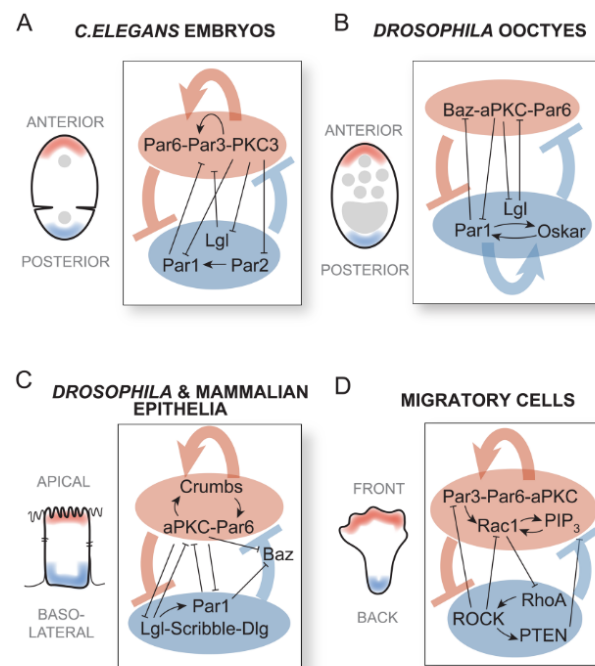 A
C.ELEGANS EMBRYOS
ANTERIOR
POSTERIOR
Par6-Par3-PKC3
Lgl
Par1
Par2
B
DROSOPHILA OOCTYES
ANTERIOR
POSTERIOR
Baz-aPKC-Par6
Lgl
Par1
Oskar
C
DROSOPHILA & MAMMALIAN
EPITHELIA
APICAL
BASO-
LATERAL
Crumbs
aPKC-Par6
Baz
Par1
Lgl-Scribble-Dlg
D
MIGRATORY CELLS
FRONT
BACK
Par3-Par6-aPKC
Rac1
PIP3
RhoA
ROCK
PTEN